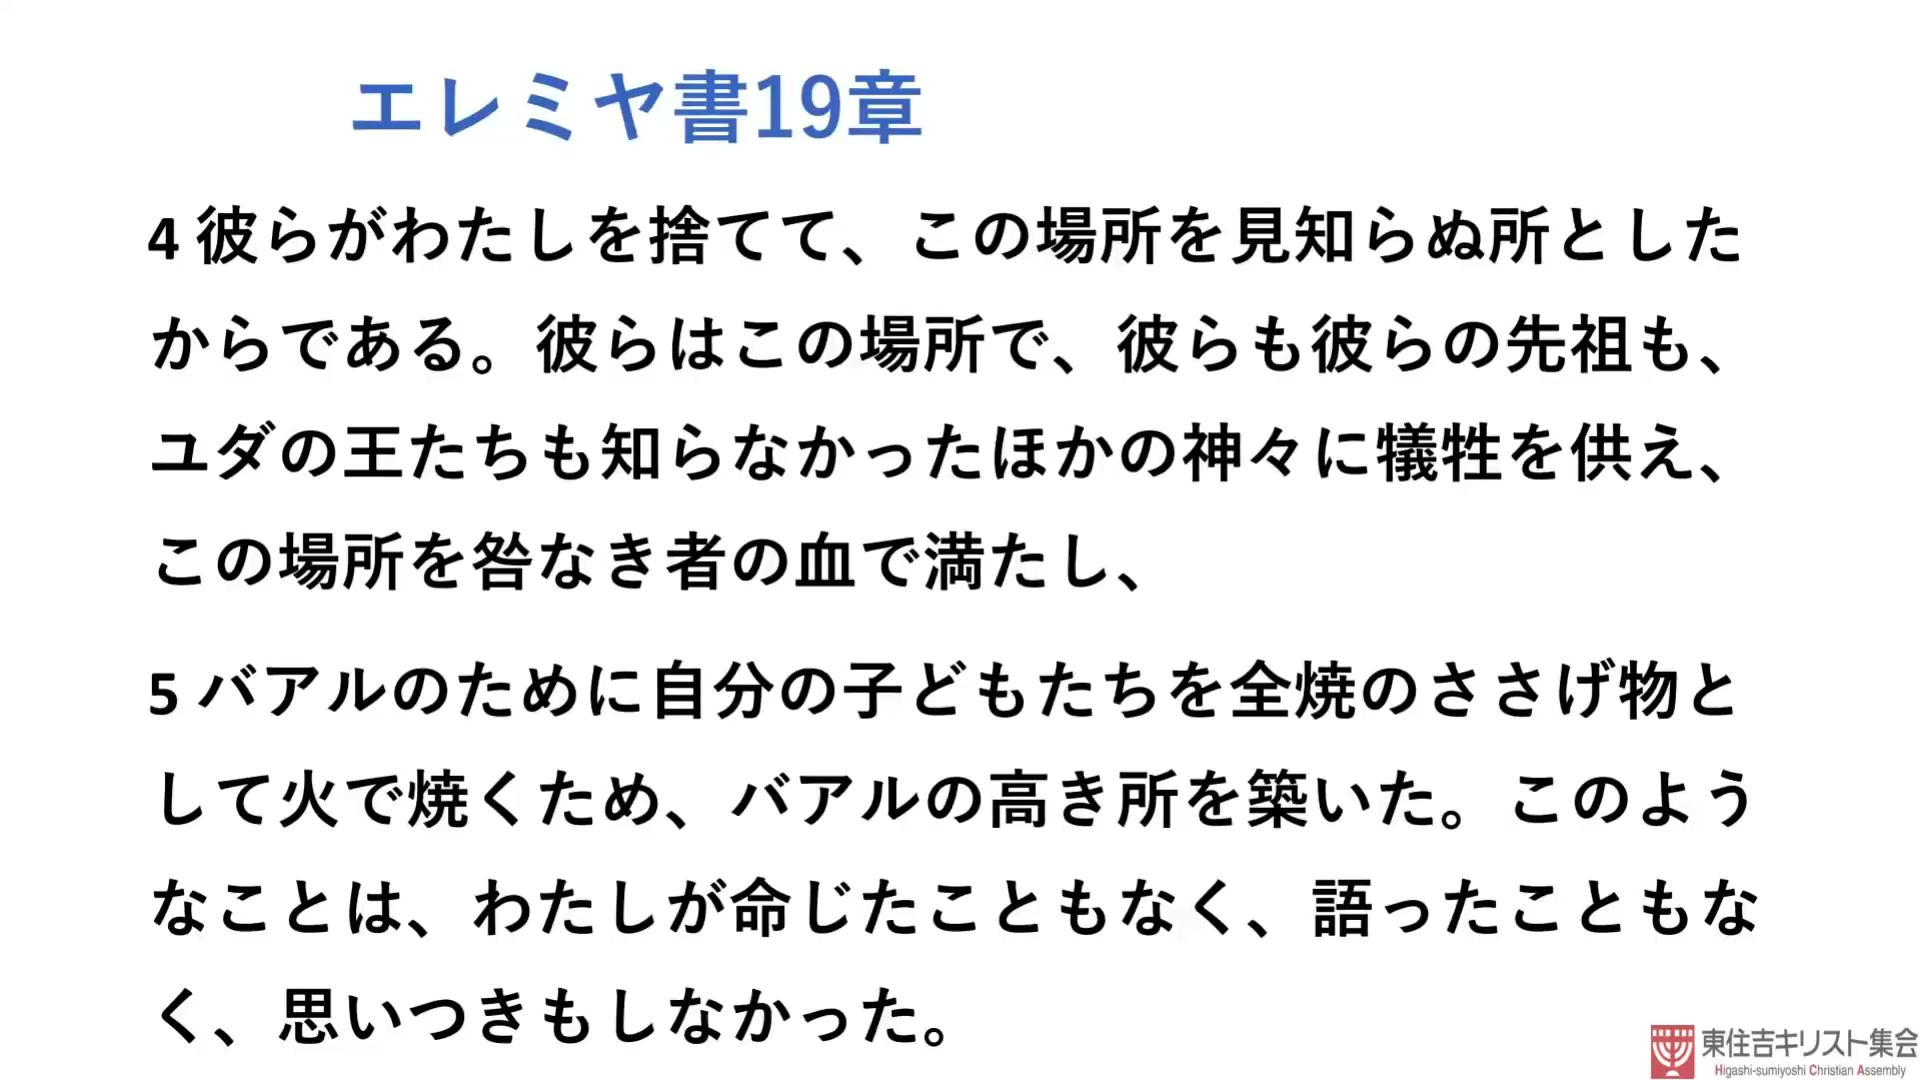 エレミヤ書19章
4 彼らがわたしを捨てて、この場所を見知らぬ所とした
からである。彼らはこの場所で、彼らも彼らの先祖も、
ユダの王たちも知らなかったほかの神々に犠牲を供え、
この場所を咎なき者の血で満たし、
5 バアルのために自分の子どもたちを全焼のささげ物と
して火で焼くため、バアルの高き所を築いた。このよう
なことは、わたしが命じたこともなく、語ったこともな
く、思いつきもしなかった。
東住吉キリスト集会
Higashi-sumiyoshi Christian Assembly